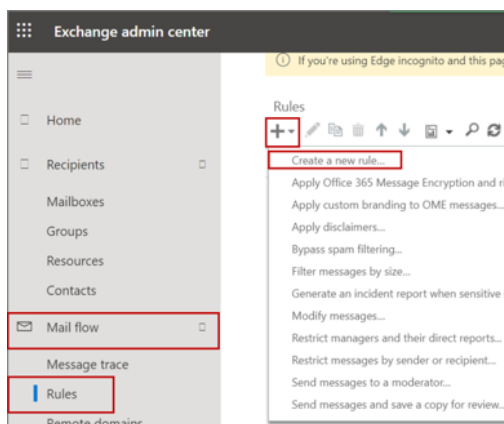 Exchange admin center
If you're using Edge incognito and this pag
Home
Recipients
Mailboxes
Groups
Resources
Contacts
Mail flow
Message trace
Rules
Remote domains
Rules
Create a new rule...
Apply Office 365 Message Encryption and ri
Apply custom branding to OME messages...
Apply disclaimers...
Bypass spam filtering...
Filter messages by size...
Generate an incident report when sensitive
Modify messages...
Restrict managers and their direct reports...
Restrict messages by sender or recipient...
Send messages to a moderator...
Send messages and save a copy for review...